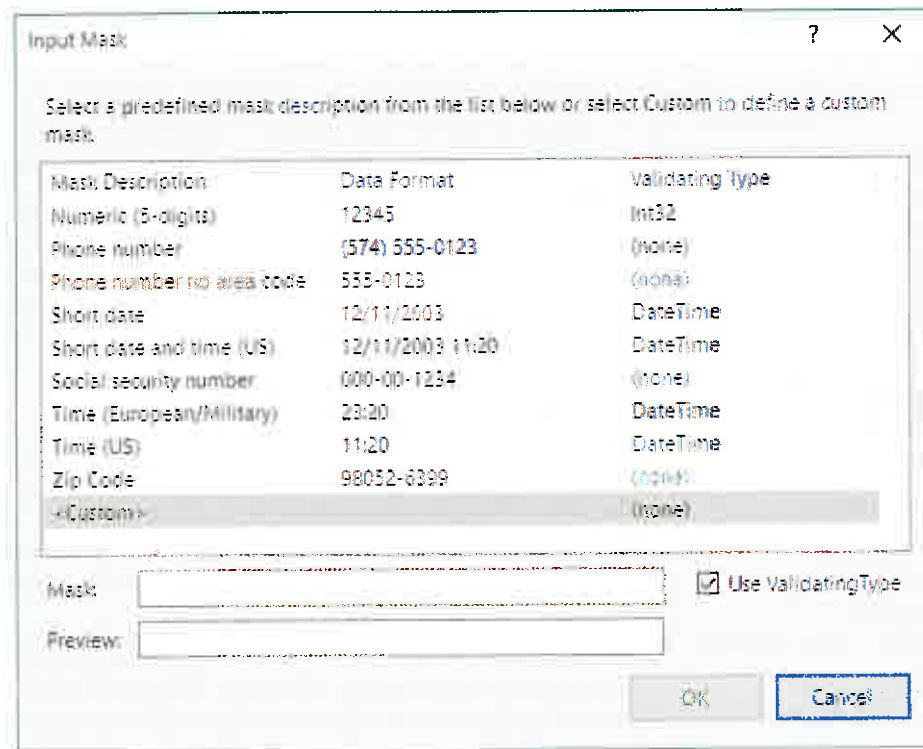 Input Mask ? X
Select a predefined mask description from the list below or select Custom to define a custom
mask.
Mask Description Data Format Validating Type
Numeric (5-digits) 12345 Int32
Phone number (574) 555-0123 (none)
Phone number no area code 555-0123 (none)
Short date 12/11/2003 DateTime
Short date and time (US) 12/11/2003 11:20 DateTime
Social security number 000-00-1234 (none)
Time (European/Military) 23:20 DateTime
Time (US) 11:20 DateTime
Zip Code 98052-6399 (none)
<Custom> (none)
Mask: Use ValidatingType
Preview:
OK Cancel